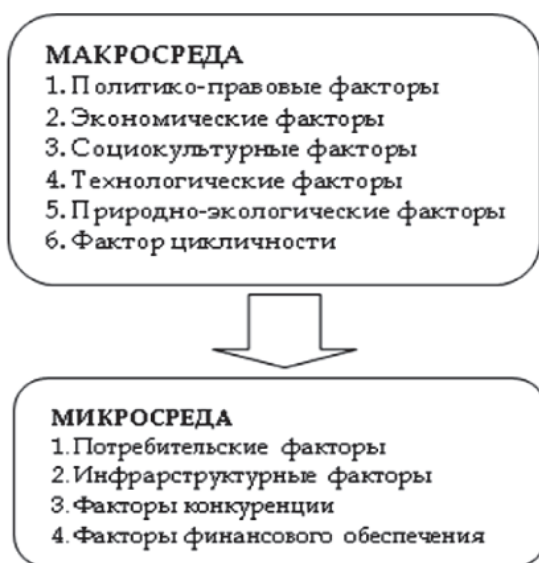 МАКРОСРЕДА
1. Политико-правовые факторы
2. Экономические факторы
3. Социокультурные факторы
4. Технологические факторы
5. Природно-экологические факторы
6. Фактор цикличности
МИКРОСРЕДА
1. Потребительские факторы
2. Инфрарструктурные факторы
3. Факторы конкуренции
4. Факторы финансового обеспечения